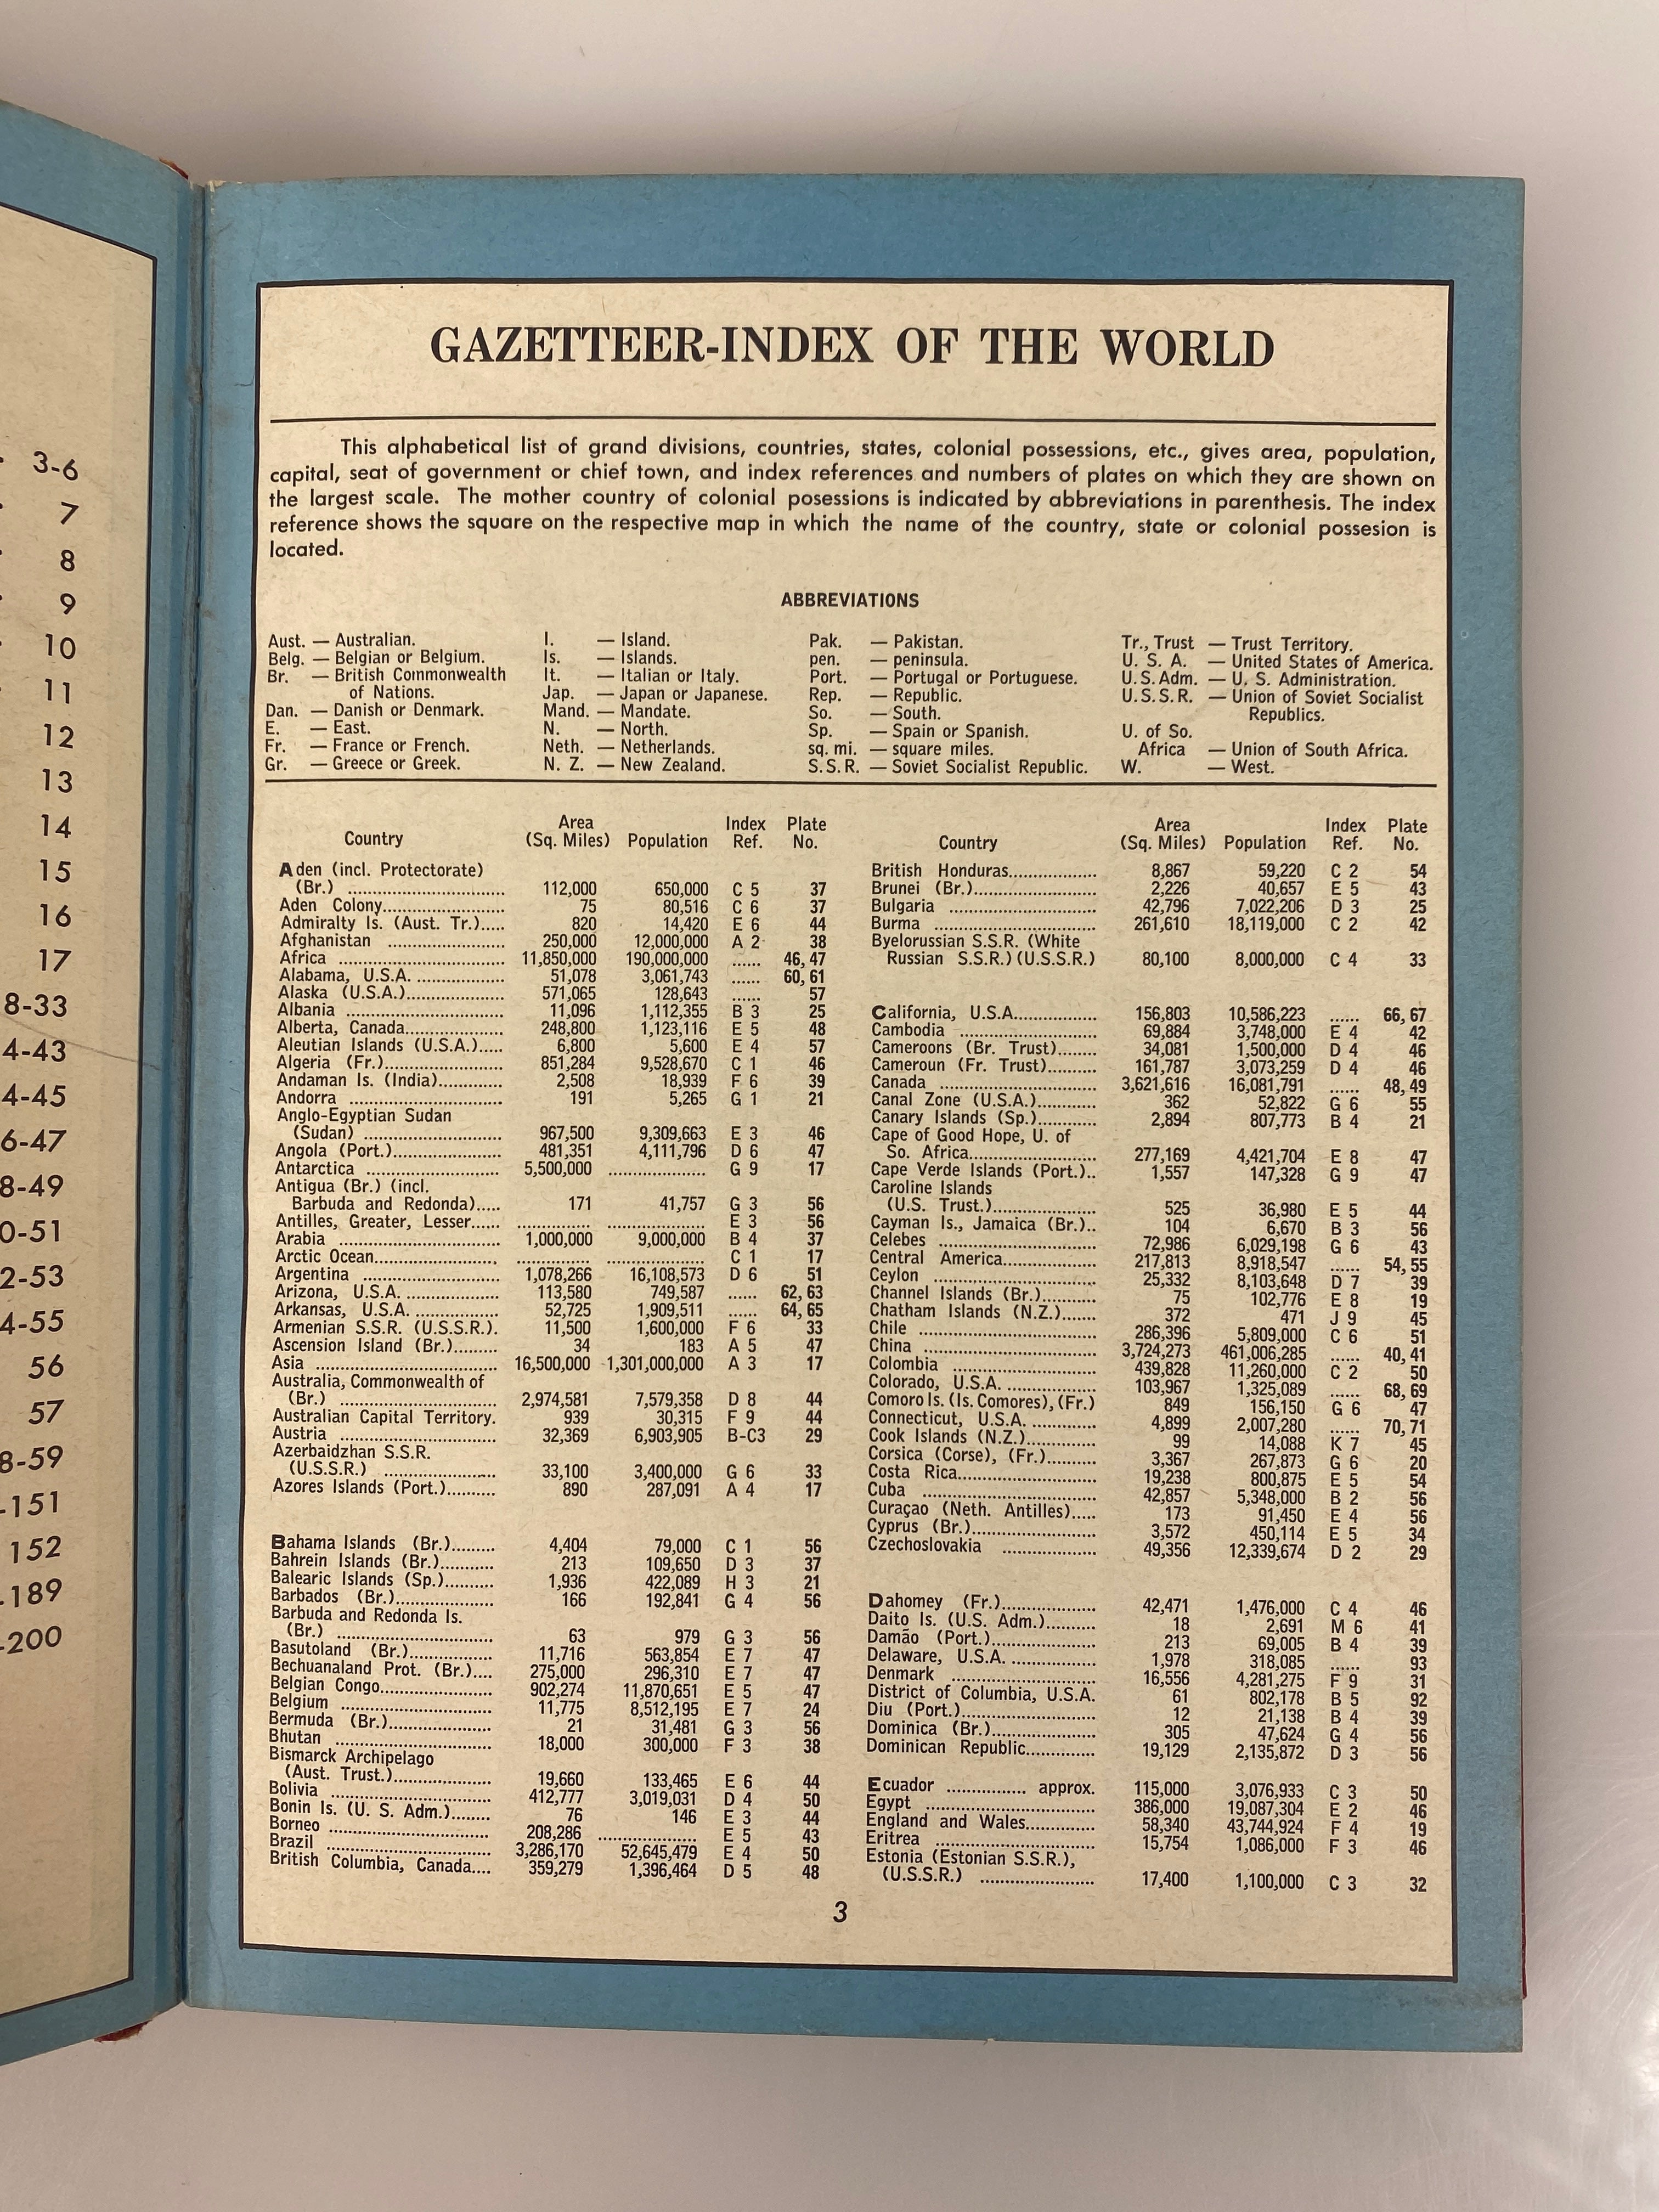 3-6
7
8
9
10
11
12
13
14
15
16
17
8-33
4-43
4-45
6-47
8-49
0-51
2-53
4-55
56
57
8-59
-151
152
-189
-200
GAZETTEER-INDEX OF THE WORLD
This alphabetical list of grand divisions, countries, states, colonial possessions, etc., gives area, population,
capital, seat of government or chief town, and index references and numbers of plates on which they are shown on
the largest scale. The mother country of colonial posessions is indicated by abbreviations in parenthesis. The index
reference shows the square on the respective map in which the name of the country, state or colonial possesion is
located.
ABBREVIATIONS
Aust. — Australian.
Belg. — Belgian or Belgium.
Br. — British Commonwealth
of Nations.
Dan. — Danish or Denmark.
E. — East.
Fr. — France or French.
Gr. — Greece or Greek.
I. — Island.
Is. — Islands.
It. — Italian or Italy.
Jap. — Japan or Japanese.
Mand. — Mandate.
N. — North.
Neth. — Netherlands.
N. Z. — New Zealand.
Pak. — Pakistan.
pen. — peninsula.
Port. — Portugal or Portuguese.
Rep. — Republic.
So. — South.
Sp. — Spain or Spanish.
sq. mi. — square miles.
S.S.R. — Soviet Socialist Republic.
Tr., Trust — Trust Territory.
U. S. A. — United States of America.
U.S.Adm. — U. S. Administration.
U.S.S.R. — Union of Soviet Socialist
Republics.
U. of So.
Africa — Union of South Africa.
W. — West.
Country Area (Sq. Miles) Population Index Ref. Plate No.
Aden (incl. Protectorate)
(Br.) ........ 112,000 650,000 C 5 37
Aden Colony........ 75 80,516 C 6 37
Admiralty Is. (Aust. Tr.)..... 820 14,420 E 6 44
Afghanistan ........ 250,000 12,000,000 A 2 38
Africa ........ 11,850,000 190,000,000 ...... 46, 47
Alabama, U.S.A. ........ 51,078 3,061,743 ...... 60, 61
Alaska (U.S.A.)........ 571,065 128,643 ...... 57
Albania ........ 11,096 1,112,355 B 3 25
Alberta, Canada........ 248,800 1,123,116 E 5 48
Aleutian Islands (U.S.A.)..... 6,800 5,600 E 4 57
Algeria (Fr.)........ 851,284 9,528,670 C 1 46
Andaman Is. (India)........ 2,508 18,939 F 6 39
Andorra ........ 191 5,265 G 1 21
Anglo-Egyptian Sudan
(Sudan) ........ 967,500 9,309,663 E 3 46
Angola (Port.)........ 481,351 4,111,796 D 6 47
Antarctica ........ 5,500,000 ........ G 9 17
Antigua (Br.) (incl.
Barbuda and Redonda)..... 171 41,757 G 3 56
Antilles, Greater, Lesser...... ........ ........ E 3 56
Arabia ........ 1,000,000 9,000,000 B 4 37
Arctic Ocean........ ........ ........ C 1 17
Argentina ........ 1,078,266 16,108,573 D 6 51
Arizona, U.S.A. ........ 113,580 749,587 ...... 62, 63
Arkansas, U.S.A. ........ 52,725 1,909,511 ...... 64, 65
Armenian S.S.R. (U.S.S.R.). 11,500 1,600,000 F 6 33
Ascension Island (Br.)........ 34 183 A 5 47
Asia ........ 16,500,000 1,301,000,000 A 3 17
Australia, Commonwealth of
(Br.) ........ 2,974,581 7,579,358 D 8 44
Australian Capital Territory. 939 30,315 F 9 44
Austria ........ 32,369 6,903,905 B-C3 29
Azerbaidzhan S.S.R.
(U.S.S.R.) ........ 33,100 3,400,000 G 6 33
Azores Islands (Port.)........ 890 287,091 A 4 17
Bahama Islands (Br.)........ 4,404 79,000 C 1 56
Bahrein Islands (Br.)........ 213 109,650 D 3 37
Balearic Islands (Sp.)........ 1,936 422,089 H 3 21
Barbados (Br.)........ 166 192,841 G 4 56
Barbuda and Redonda Is.
(Br.) ........ 63 979 G 3 56
Basutoland (Br.)........ 11,716 563,854 E 7 47
Bechuanaland Prot. (Br.).... 275,000 296,310 E 7 47
Belgian Congo........ 902,274 11,870,651 E 5 47
Belgium ........ 11,775 8,512,195 E 7 24
Bermuda (Br.)........ 21 31,481 G 3 56
Bhutan ........ 18,000 300,000 F 3 38
Bismarck Archipelago
(Aust. Trust.)........ 19,660 133,465 E 6 44
Bolivia ........ 412,777 3,019,031 D 4 50
Bonin Is. (U. S. Adm.)........ 76 146 E 3 44
Borneo ........ 208,286 ........ E 5 43
Brazil ........ 3,286,170 52,645,479 E 4 50
British Columbia, Canada.... 359,279 1,396,464 D 5 48
Country Area (Sq. Miles) Population Index Ref. Plate No.
British Honduras........ 8,867 59,220 C 2 54
Brunei (Br.)........ 2,226 40,657 E 5 43
Bulgaria ........ 42,796 7,022,206 D 3 25
Burma ........ 261,610 18,119,000 C 2 42
Byelorussian S.S.R. (White
Russian S.S.R.) (U.S.S.R.) 80,100 8,000,000 C 4 33
California, U.S.A........ 156,803 10,586,223 ...... 66, 67
Cambodia ........ 69,884 3,748,000 E 4 42
Cameroons (Br. Trust)........ 34,081 1,500,000 D 4 46
Cameroun (Fr. Trust)........ 161,787 3,073,259 D 4 46
Canada ........ 3,621,616 16,081,791 ...... 48, 49
Canal Zone (U.S.A.)........ 362 52,822 G 6 55
Canary Islands (Sp.)........ 2,894 807,773 B 4 21
Cape of Good Hope, U. of
So. Africa........ 277,169 4,421,704 E 8 47
Cape Verde Islands (Port.).. 1,557 147,328 G 9 47
Caroline Islands
(U.S. Trust.)........ 525 36,980 E 5 44
Cayman Is., Jamaica (Br.).. 104 6,670 B 3 56
Celebes ........ 72,986 6,029,198 G 6 43
Central America........ 217,813 8,918,547 ...... 54, 55
Ceylon ........ 25,332 8,103,648 D 7 39
Channel Islands (Br.)........ 75 102,776 E 8 19
Chatham Islands (N.Z.)...... 372 471 J 9 45
Chile ........ 286,396 5,809,000 C 6 51
China ........ 3,724,273 461,006,285 ...... 40, 41
Colombia ........ 439,828 11,260,000 C 2 50
Colorado, U.S.A. ........ 103,967 1,325,089 ...... 68, 69
Comoro Is. (Is. Comores), (Fr.) 849 156,150 G 6 47
Connecticut, U.S.A. ........ 4,899 2,007,280 ...... 70, 71
Cook Islands (N.Z.)........ 99 14,088 K 7 45
Corsica (Corse), (Fr.)........ 3,367 267,873 G 6 20
Costa Rica........ 19,238 800,875 E 5 54
Cuba ........ 42,857 5,348,000 B 2 56
Curaçao (Neth. Antilles)..... 173 91,450 E 4 56
Cyprus (Br.)........ 3,572 450,114 E 5 34
Czechoslovakia ........ 49,356 12,339,674 D 2 29
Dahomey (Fr.)........ 42,471 1,476,000 C 4 46
Daito Is. (U.S. Adm.)........ 18 2,691 M 6 41
Damão (Port.)........ 213 69,005 B 4 39
Delaware, U.S.A. ........ 1,978 318,085 ...... 93
Denmark ........ 16,556 4,281,275 F 9 31
District of Columbia, U.S.A. 61 802,178 B 5 92
Diu (Port.)........ 12 21,138 B 4 39
Dominica (Br.)........ 305 47,624 G 4 56
Dominican Republic........ 19,129 2,135,872 D 3 56
Ecuador ........ approx. 115,000 3,076,933 C 3 50
Egypt ........ 386,000 19,087,304 E 2 46
England and Wales........ 58,340 43,744,924 F 4 19
Eritrea ........ 15,754 1,086,000 F 3 46
Estonia (Estonian S.S.R.),
(U.S.S.R.) ........ 17,400 1,100,000 C 3 32
3